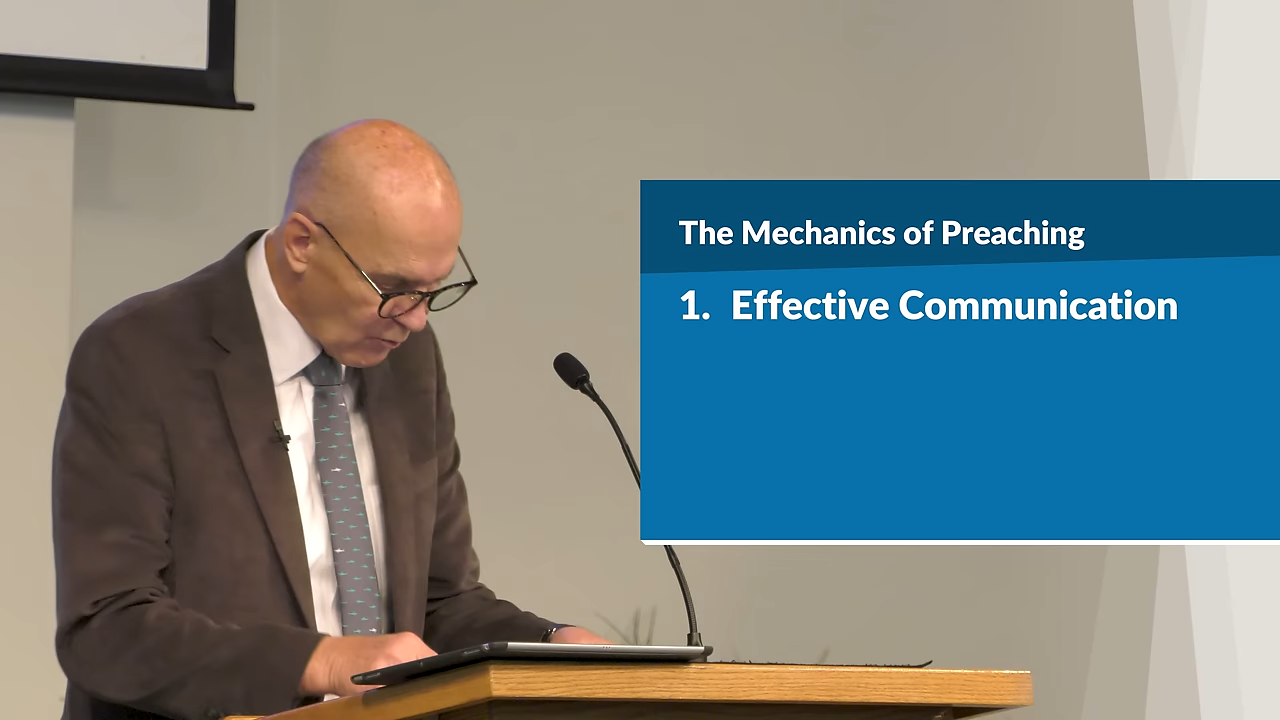 The Mechanics of Preaching
1. Effective Communication